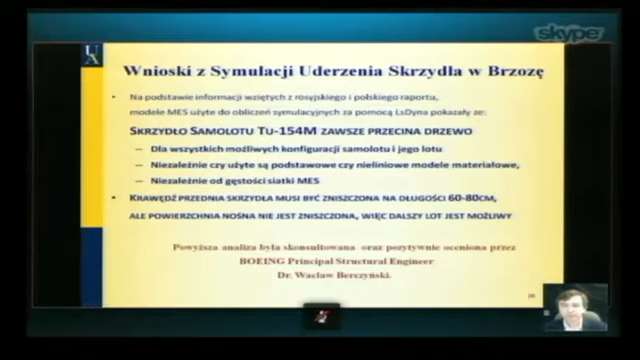 skype
UA
Wnioski z Symulacji Uderzenia Skrzydła w Brzozę
• Na podstawie informacji wziętych z rosyjskiego i polskiego raportu,
modele MES użyte do obliczeń symulacyjnych za pomocą LsDyna pokazały ze:
SKRZYDŁO SAMOLOTU TU-154M ZAWSZE PRZECINA DRZEWO
– Dla wszystkich możliwych konfiguracji samolotu i jego lotu
– Niezależnie czy użyte są podstawowe czy nieliniowe modele materiałowe,
– Niezależnie od gęstości siatki MES
• KRAWĘDŹ PRZEDNIA SKRZYDŁA MUSI BYĆ ZNISZCZONA NA DŁUGOŚCI 60-80CM,
ALE POWIERZCHNIA NOŚNA NIE JEST ZNISZCZONA, WIĘC DALSZY LOT JEST MOŻLIWY
Powyższa analiza była skonsultowana oraz pozytywnie oceniona przez
BOEING Principal Structural Engineer
Dr. Wacław Berczyński.